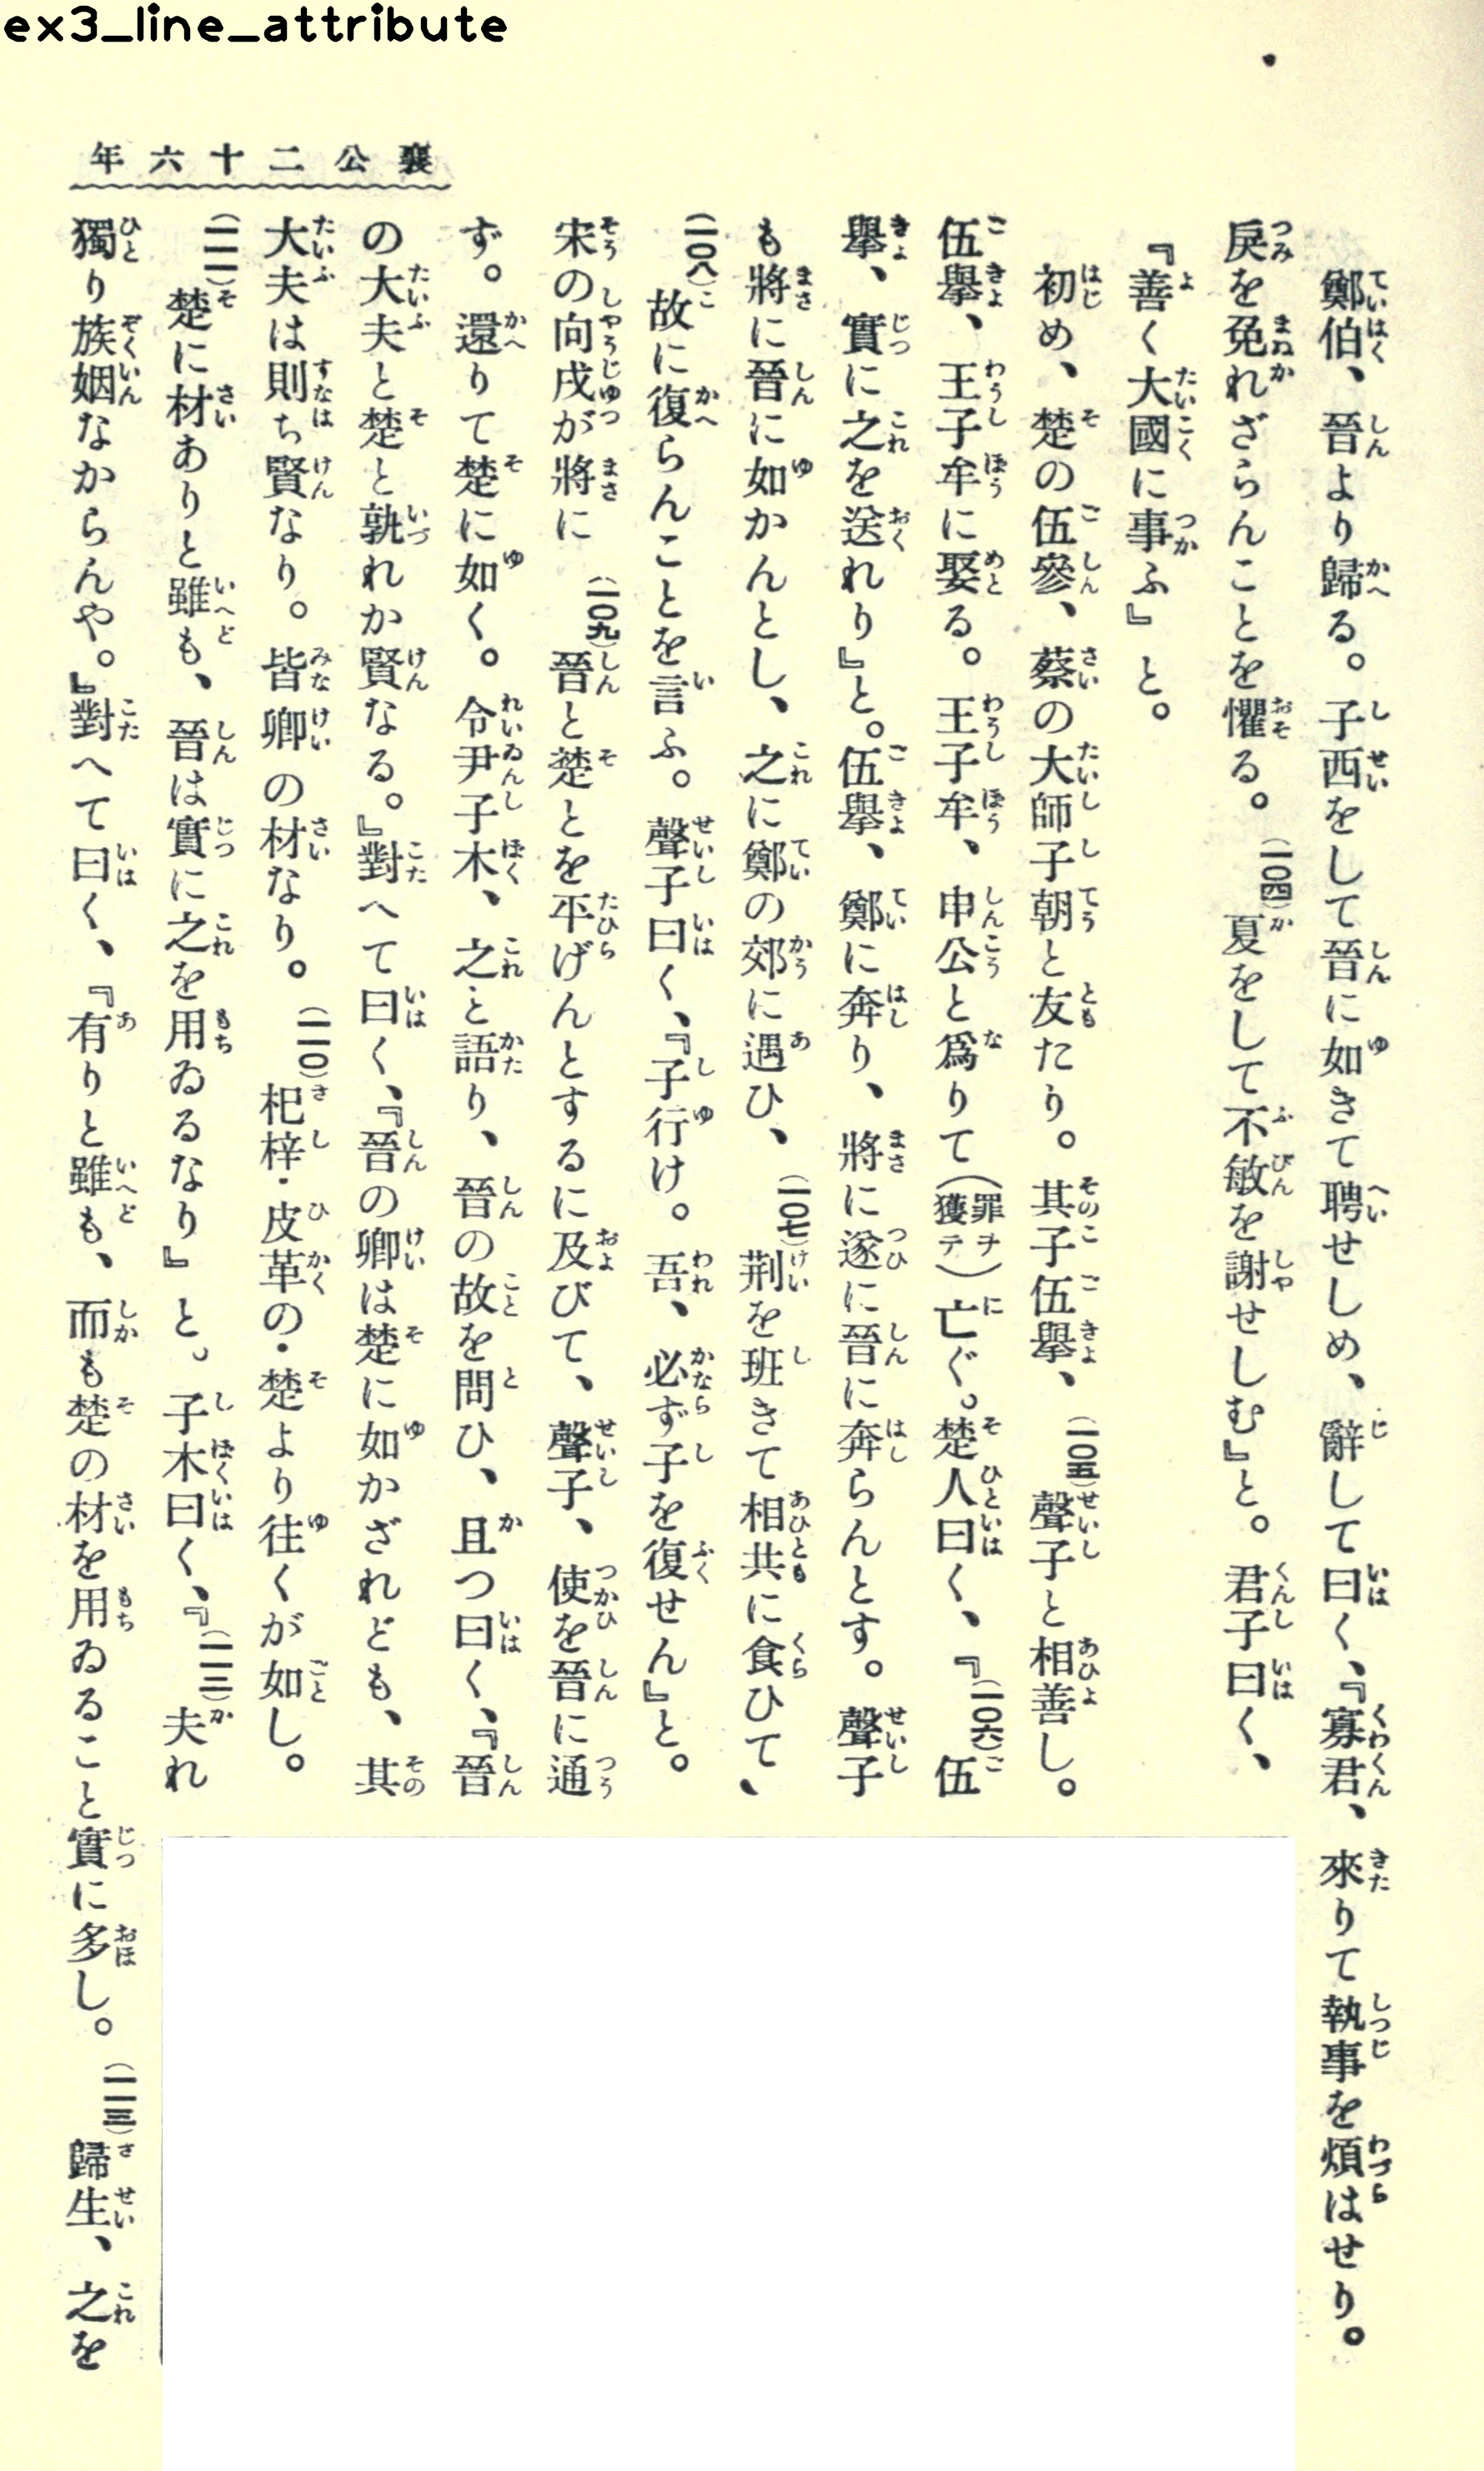 ex3_line_attribute
襄公二十六年
鄭伯、晉より歸る。子西をして晉に如きて聘せしめ、辭して曰く、『寡君、來りて執事を煩はせり。
戾を免れざらんことを懼る。(一〇四)夏をして不敏を謝せしむ』と。君子曰く、
『善く大國に事ふ』と。
初め、楚の伍參、蔡の大師子朝と友たり。其子伍擧、(一〇五)聲子と相善し。
伍擧、王子牟に娶る。王子牟、申公と爲りて(罪ヲ獲テ)亡ぐ。楚人曰く、『(一〇六)伍
擧、實に之を送れり』と。伍擧、鄭に奔り、將に遂に晉に奔らんとす。聲子
も將に晉に如かんとし、之に鄭の郊に遇ひ、(一〇七)荆を班きて相共に食ひて、
(一〇八)故に復らんことを言ふ。聲子曰く、『子行け。吾、必ず子を復せん』と。
宋の向戌が將に(一〇九)晉と楚とを平げんとするに及びて、聲子、使を晉に通
ず。還りて楚に如く。令尹子木、之と語り、晉の故を問ひ、且つ曰く、『晉
の大夫と楚と孰れか賢なる。』對へて曰く、『晉の卿は楚に如かざれども、其
大夫は則ち賢なり。皆卿の材なり。(一一〇)杞梓·皮革の·楚より往くが如し。
(一一一)楚に材ありと雖も、晉は實に之を用ゐるなり』と。子木曰く、『(一一二)夫れ
獨り族姻なからんや。』對へて曰く、『有りと雖も、而も楚の材を用ゐること實に多し。(一一三)歸生、之を